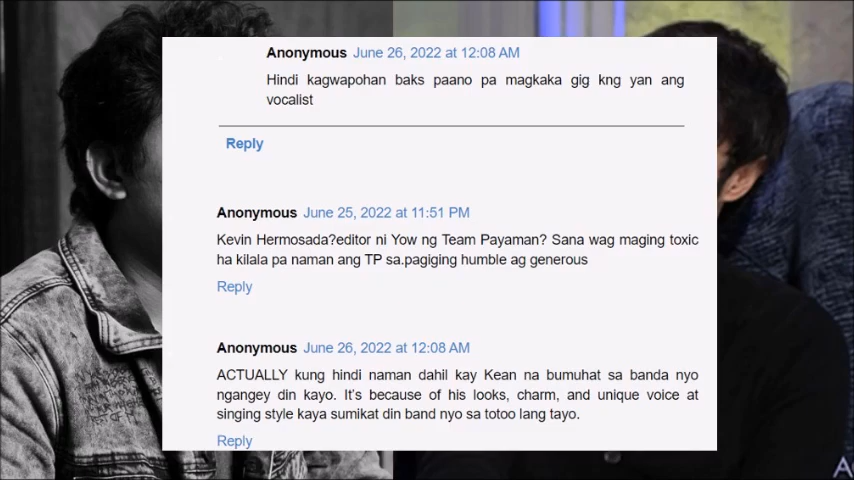 Anonymous June 26, 2022 at 12:08 AM
Hindi kagwapohan baks paano pa magkaka gig kng yan ang
vocalist
Reply
Anonymous June 25, 2022 at 11:51 PM
Kevin Hermosada?editor ni Yow ng Team Payaman? Sana wag maging toxic
ha kilala pa naman ang TP sa.pagiging humble ag generous
Reply
Anonymous June 26, 2022 at 12:08 AM
ACTUALLY kung hindi naman dahil kay Kean na bumuhat sa banda nyo
ngangey din kayo. It's because of his looks, charm, and unique voice at
singing style kaya sumikat din band nyo sa totoo lang tayo.
Reply